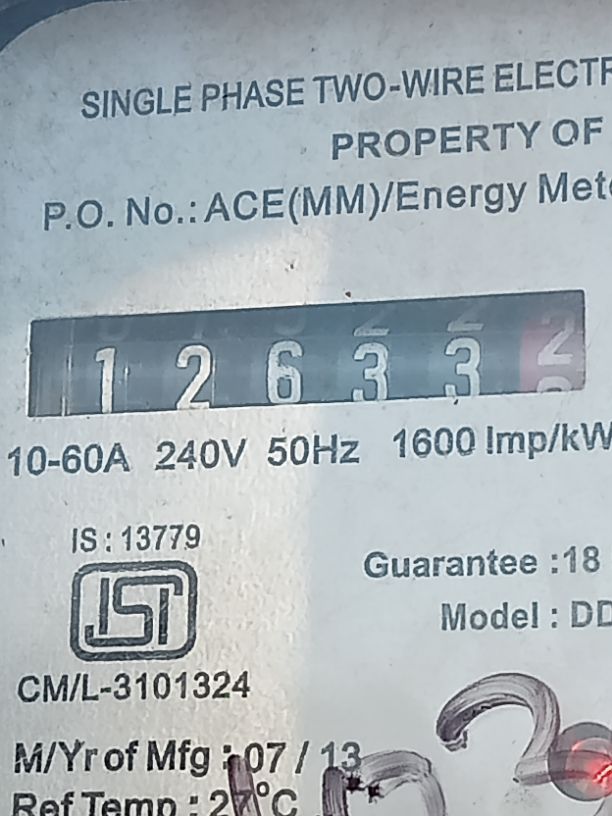 SINGLE PHASE TWO-WIRE ELECTR
PROPERTY OF
P.O. No.: ACE(MM)/Energy Mete
1 2 6 3 3 2
10-60A 240V 50Hz 1600 Imp/kW
IS : 13779
ISI
Guarantee :18
Model : DD
CM/L-3101324
M/Yr of Mfg : 07 / 13
Ref Temp : 27°C